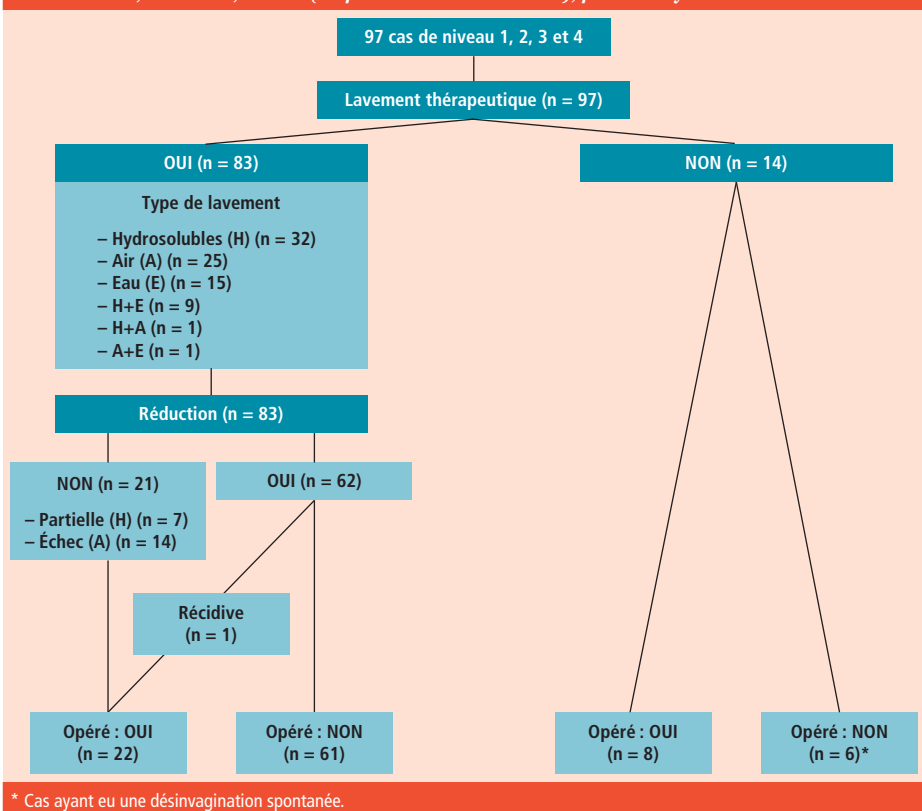 97 cas de niveau 1, 2, 3 et 4
Lavement thérapeutique (n = 97)
OUI (n = 83)
NON (n = 14)
Type de lavement
– Hydrosolubles (H) (n = 32)
– Air (A) (n = 25)
– Eau (E) (n = 15)
– H+E (n = 9)
– H+A (n = 1)
– A+E (n = 1)
Réduction (n = 83)
NON (n = 21)
– Partielle (H) (n = 7)
– Échec (A) (n = 14)
OUI (n = 62)
Récidive
(n = 1)
Opéré : OUI
(n = 22)
Opéré : NON
(n = 61)
Opéré : OUI
(n = 8)
Opéré : NON
(n = 6)*
* Cas ayant eu une désinvagination spontanée.